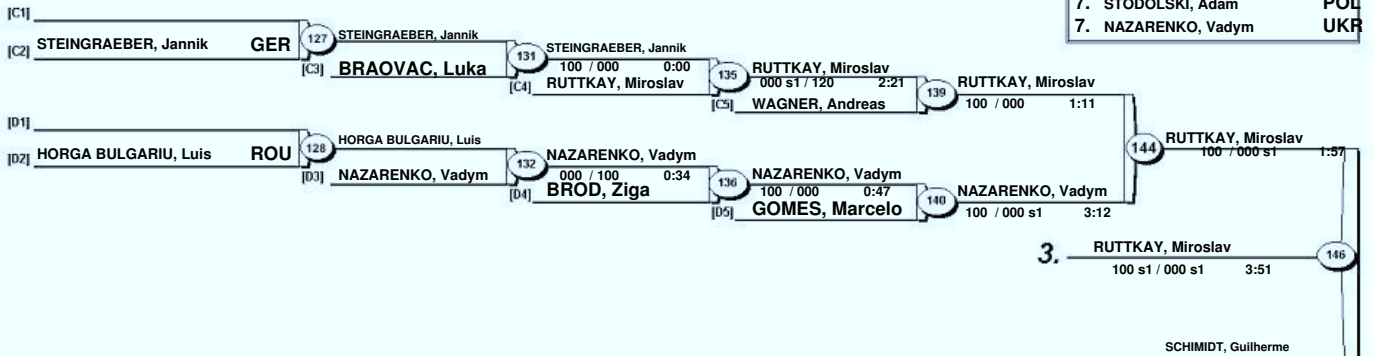 7. STODOLSKI, Adam POL
7. NAZARENKO, Vadym UKR
[C1]
[C2] STEINGRAEBER, Jannik GER
127
STEINGRAEBER, Jannik
[C3] BRAOVAC, Luka
131
STEINGRAEBER, Jannik
100 / 000 0:00
[C4] RUTTKAY, Miroslav
135
RUTTKAY, Miroslav
000 s1 / 120 2:21
[C5] WAGNER, Andreas
139
RUTTKAY, Miroslav
100 / 000 1:11
[D1]
[D2] HORGA BULGARIU, Luis ROU
128
HORGA BULGARIU, Luis
[D3] NAZARENKO, Vadym
132
NAZARENKO, Vadym
000 / 100 0:34
[D4] BROD, Ziga
136
NAZARENKO, Vadym
100 / 000 0:47
[D5] GOMES, Marcelo
140
NAZARENKO, Vadym
100 / 000 s1 3:12
144
RUTTKAY, Miroslav
100 / 000 s1 1:57
3. RUTTKAY, Miroslav
100 s1 / 000 s1 3:51
146
SCHIMIDT, Guilherme